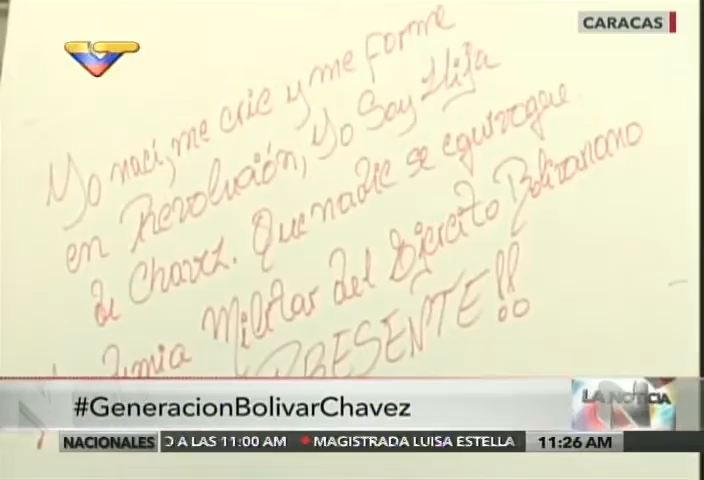 CARACAS
Yo nací, me crie y me forme
en Revolución, Yo Soy Hija
de Chavez. Que nadie se equivoque
Militar del Ejercito Bolivariano
PRESENTE!!
#GeneracionBolivarChavez
LA NOTICIA
NACIONALES O A LAS 11:00 AM • MAGISTRADA LUISA ESTELLA 11:26 AM